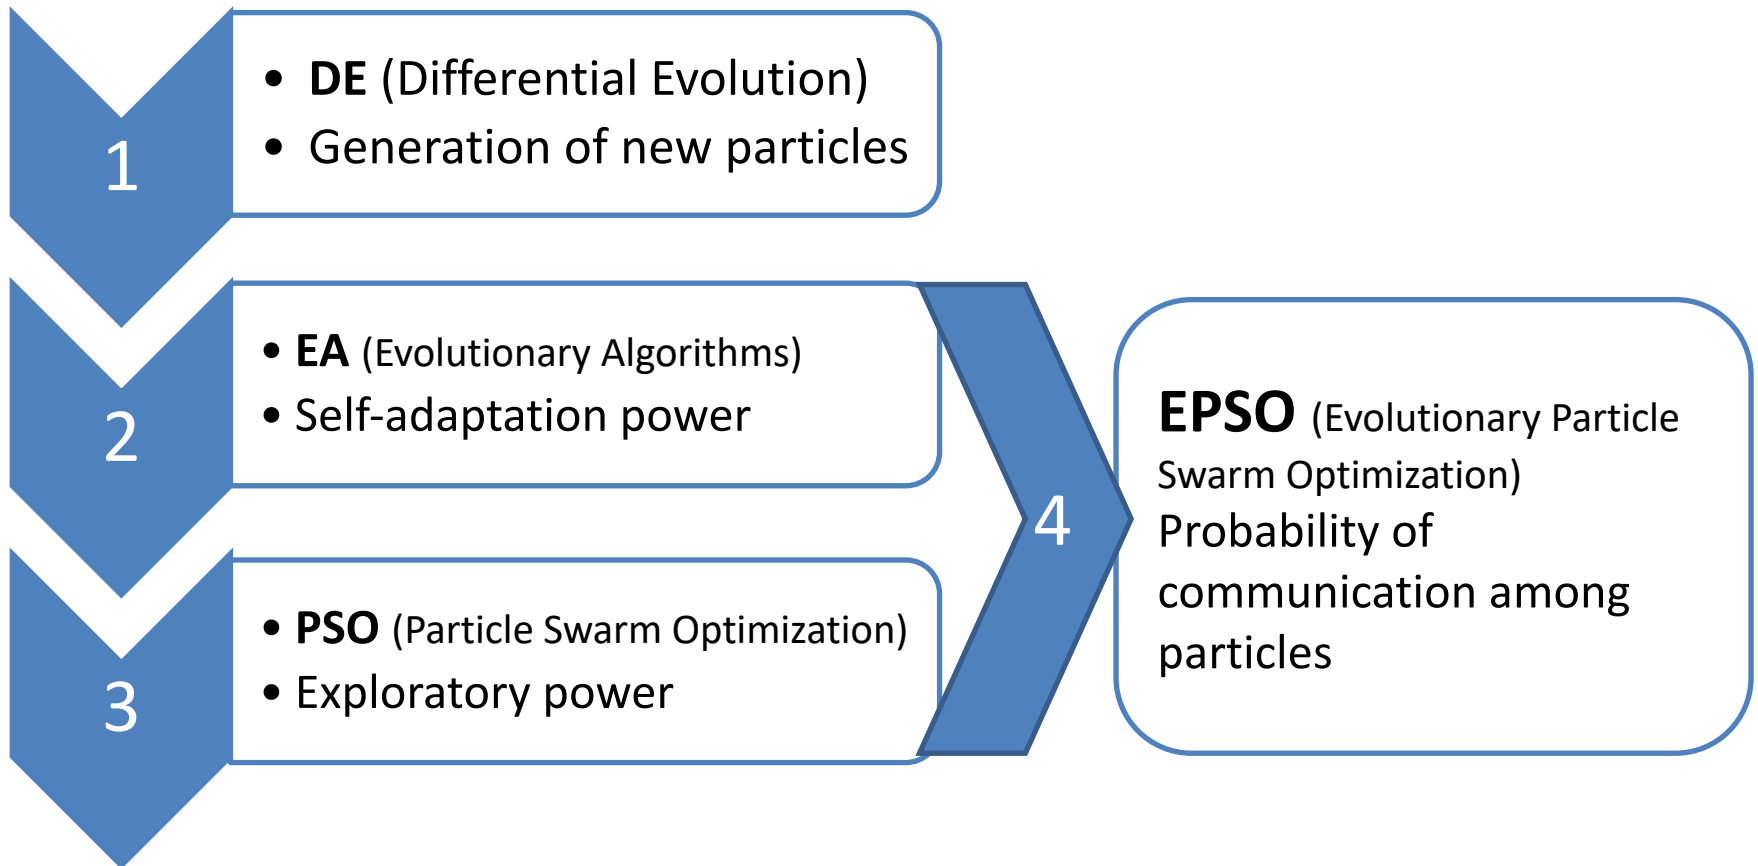 1
• DE (Differential Evolution)
• Generation of new particles
2
• EA (Evolutionary Algorithms)
• Self-adaptation power
3
• PSO (Particle Swarm Optimization)
• Exploratory power
4
EPSO (Evolutionary Particle
Swarm Optimization)
Probability of
communication among
particles